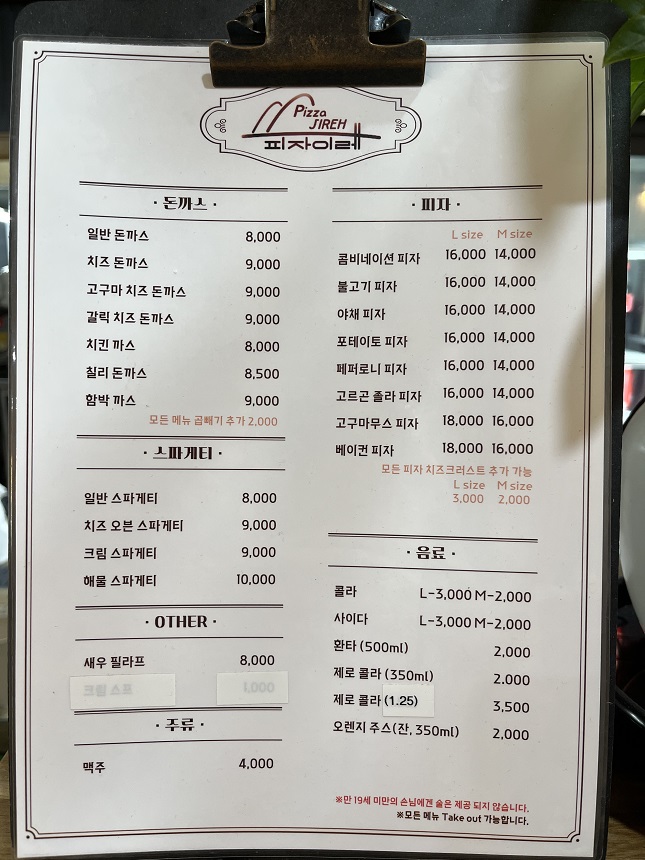 Pizza
JIREH
피자이레
· 돈까스 ·
일반 돈까스 8,000
치즈 돈까스 9,000
고구마 치즈 돈까스 9,000
갈릭 치즈 돈까스 9,000
치킨 까스 8,000
칠리 돈까스 8,500
함박 까스 9,000
모든 메뉴 곱빼기 추가 2,000
· 스파게티 ·
일반 스파게티 8,000
치즈 오븐 스파게티 9,000
크림 스파게티 9,000
해물 스파게티 10,000
· OTHER ·
새우 필라프 8,000
크림 스프 1,000
· 주류 ·
맥주 4,000
· 피자 ·
L size M size
콤비네이션 피자 16,000 14,000
불고기 피자 16,000 14,000
야채 피자 16,000 14,000
포테이토 피자 16,000 14,000
페퍼로니 피자 16,000 14,000
고르곤 졸라 피자 16,000 14,000
고구마무스 피자 18,000 16,000
베이컨 피자 18,000 16,000
모든 피자 치즈크러스트 추가 가능
L size M size
3,000 2,000
· 음료 ·
콜라 L-3,000 M-2,000
사이다 L-3,000 M-2,000
환타 (500ml) 2,000
제로 콜라 (350ml) 2.000
제로 콜라 (1.25) 3,500
오렌지 주스(잔, 350ml) 2,000
※만 19세 미만의 손님에겐 술은 제공 되지 않습니다.
※모든 메뉴 Take out 가능합니다.